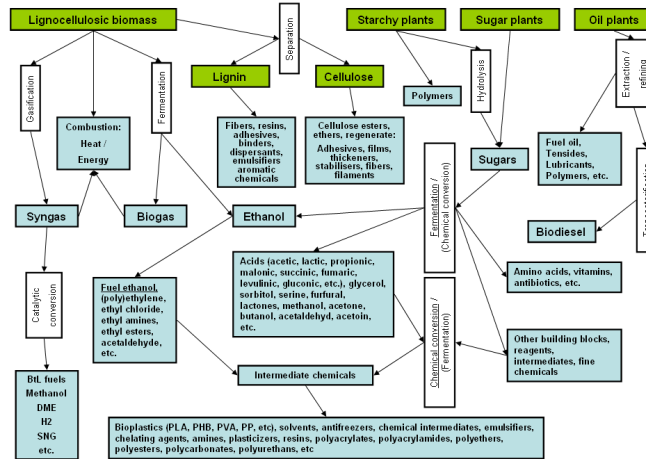 Lignocellulosic biomass
Starchy plants
Sugar plants
Oil plants
Separation
Gasification
Fermentation
Hydrolysis
Extraction /
refining
Lignin
Cellulose
Polymers
Combustion:
Heat /
Energy
Fibers, resins,
adhesives,
binders,
dispersants,
emulsifiers
aromatic
chemicals
Cellulose esters,
ethers, regenerate:
Adhesives, films,
thickeners,
stabilisers, fibers,
filaments
Sugars
Fuel oil,
Tensides,
Lubricants,
Polymers, etc.
Transesterification
Syngas
Biogas
Ethanol
Fermentation /
(Chemical conversion)
Biodiesel
Catalytic
conversion
Fuel ethanol,
(poly)ethylene,
ethyl chloride,
ethyl amines,
ethyl esters,
acetaldehyde,
etc.
Acids (acetic, lactic, propionic,
malonic, succinic, fumaric,
levulinic, gluconic, etc.), glycerol,
sorbitol, serine, furfural,
lactones, methanol, acetone,
butanol, acetaldehyd, acetoin,
etc.
Amino acids, vitamins,
antibiotics, etc.
Chemical conversion /
(Fermentation)
Other building blocks,
reagents,
intermediates, fine
chemicals
Intermediate chemicals
BtL fuels
Methanol
DME
H2
SNG
etc.
Bioplastics (PLA, PHB, PVA, PP, etc), solvents, antifreezers, chemical intermediates, emulsifiers,
chelating agents, amines, plasticizers, resins, polyacrylates, polyacrylamides, polyethers,
polyesters, polycarbonates, polyurethans, etc